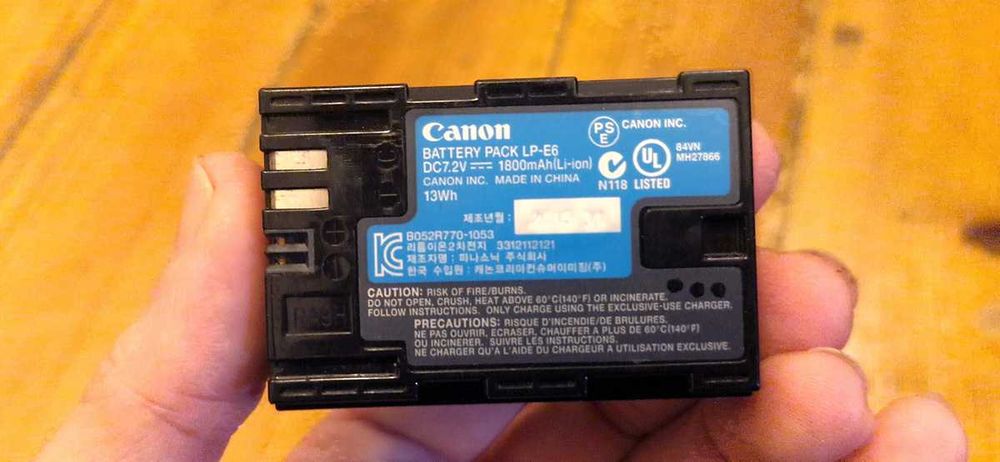 Canon
BATTERY PACK LP-E6
DC7.2V 1800mAh(Li-ion)
CANON INC. MADE IN CHINA
13Wh
PS
E
CANON INC.
N118
UL
LISTED
84VN
MH27866
제조년월 :
B052R770-1053
리튬이온2차전지 3312112121
제조자명 : 파나소닉 주식회사
한국 수입원 : 캐논코리아컨슈머이미징(주)
CAUTION: RISK OF FIRE/BURNS.
DO NOT OPEN, CRUSH, HEAT ABOVE 60°C(140°F) OR INCINERATE.
FOLLOW INSTRUCTIONS. ONLY CHARGE USING THE EXCLUSIVE-USE CHARGER.
PRECAUTIONS: RISQUE D'INCENDIE/DE BRULURES.
NE PAS OUVRIR, ECRASER, CHAUFFER A PLUS DE 60°C(140°F)
OU INCINERER. SUIVRE LES INSTRUCTIONS.
NE CHARGER QU'A L'AIDE DU CHARGEUR A UTILISATION EXCLUSIVE.